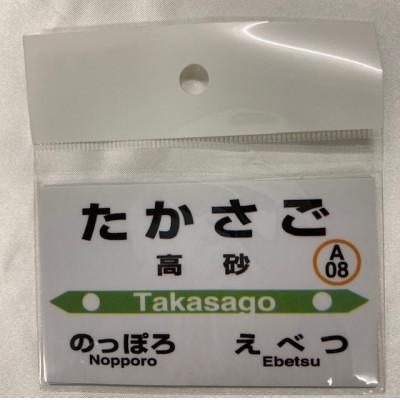 たかさご
高砂
A
08
Takasago
のっぽろ えべつ
Nopporo Ebetsu